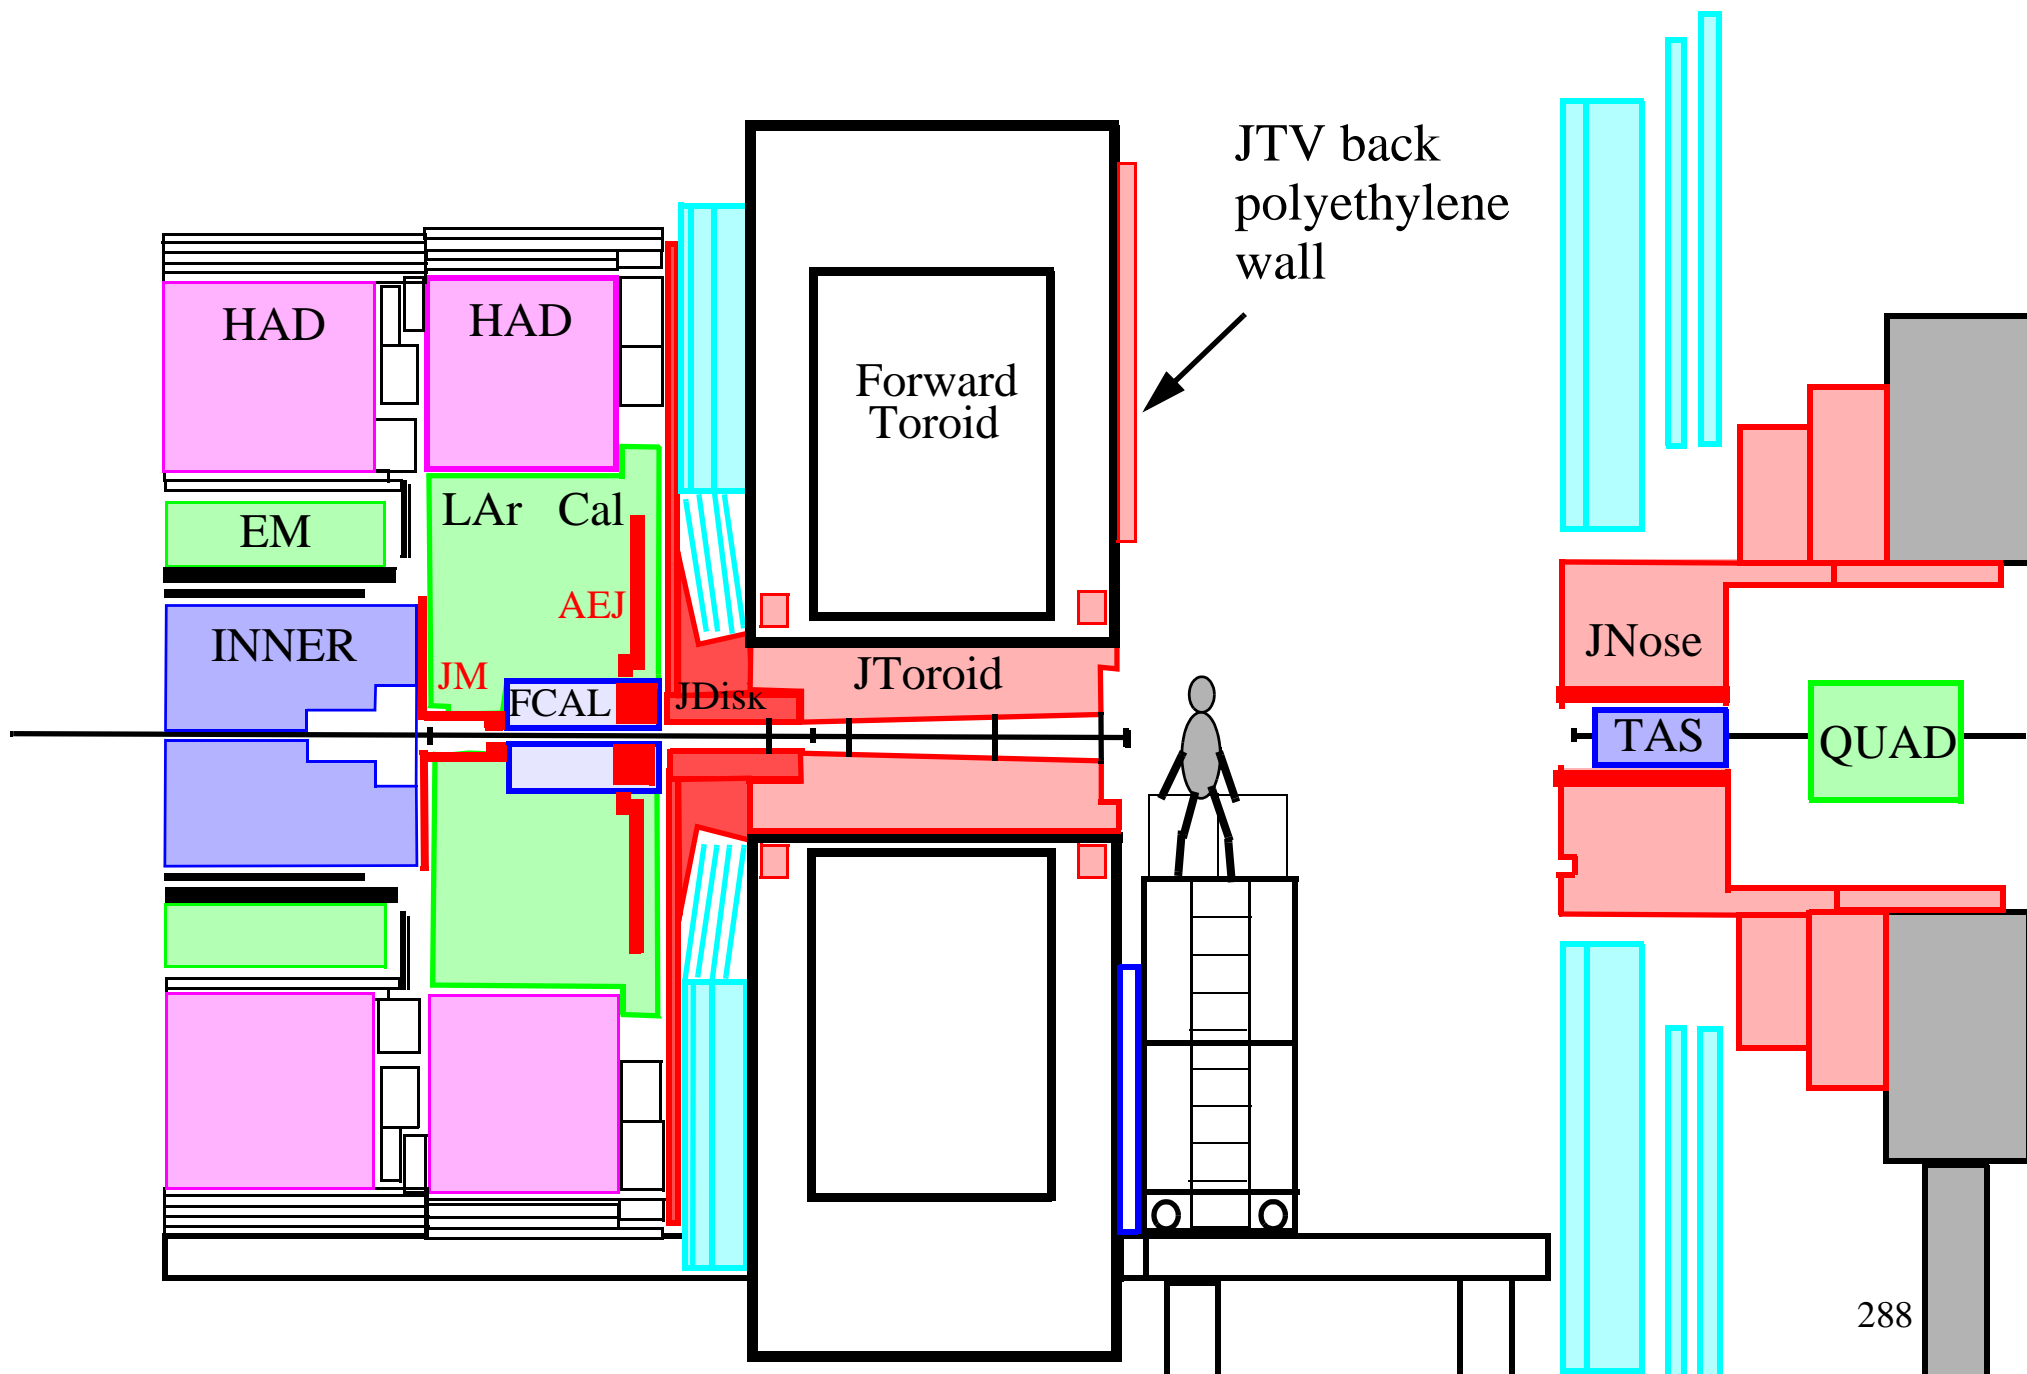 JTV back
polyethylene
wall
HAD
HAD
Forward
Toroid
LAr Cal
EM
AEJ
INNER
JM
FCAL
JDisk
JToroid
JNose
TAS
QUAD
288